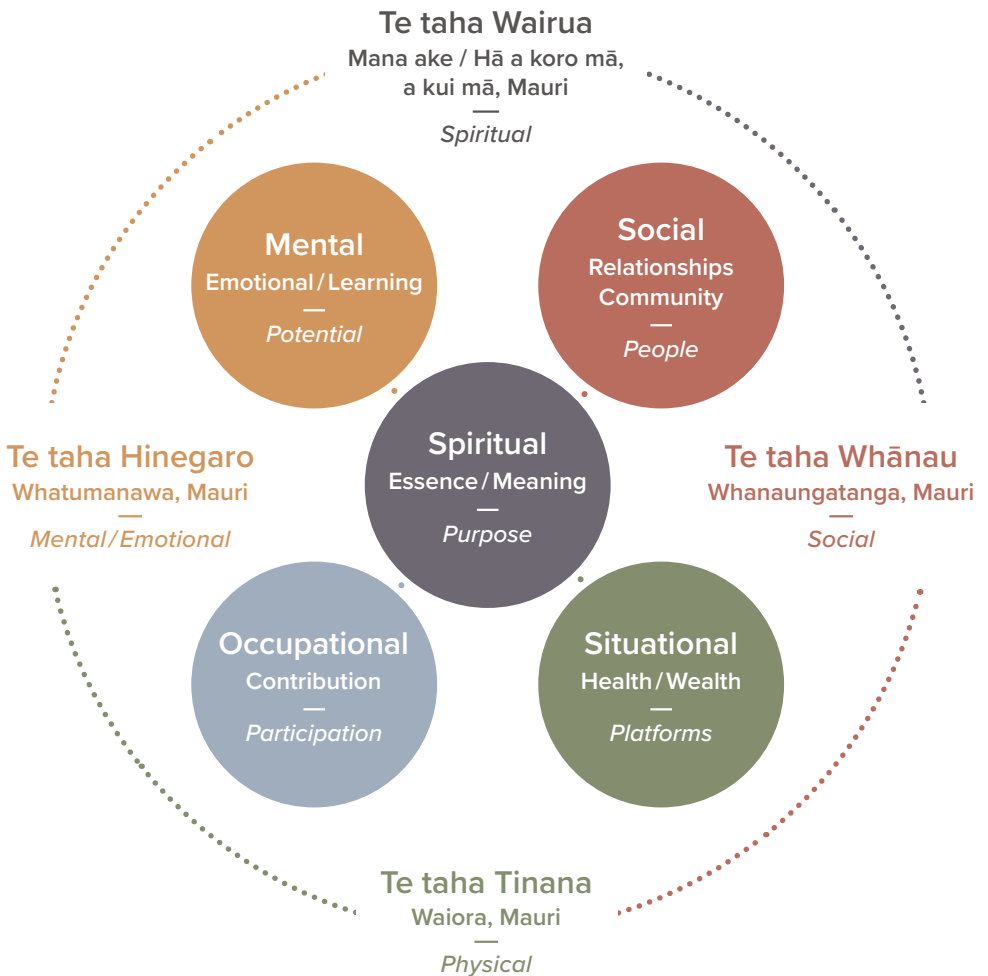 Te taha Wairua
Mana ake / Hā a koro mā,
a kui mā, Mauri
Spiritual
Mental
Emotional / Learning
Potential
Social
Relationships
Community
People
Te taha Hinegaro
Whatumanawa, Mauri
Mental / Emotional
Spiritual
Essence / Meaning
Purpose
Te taha Whānau
Whanaungatanga, Mauri
Social
Occupational
Contribution
Participation
Situational
Health / Wealth
Platforms
Te taha Tinana
Waiora, Mauri
Physical